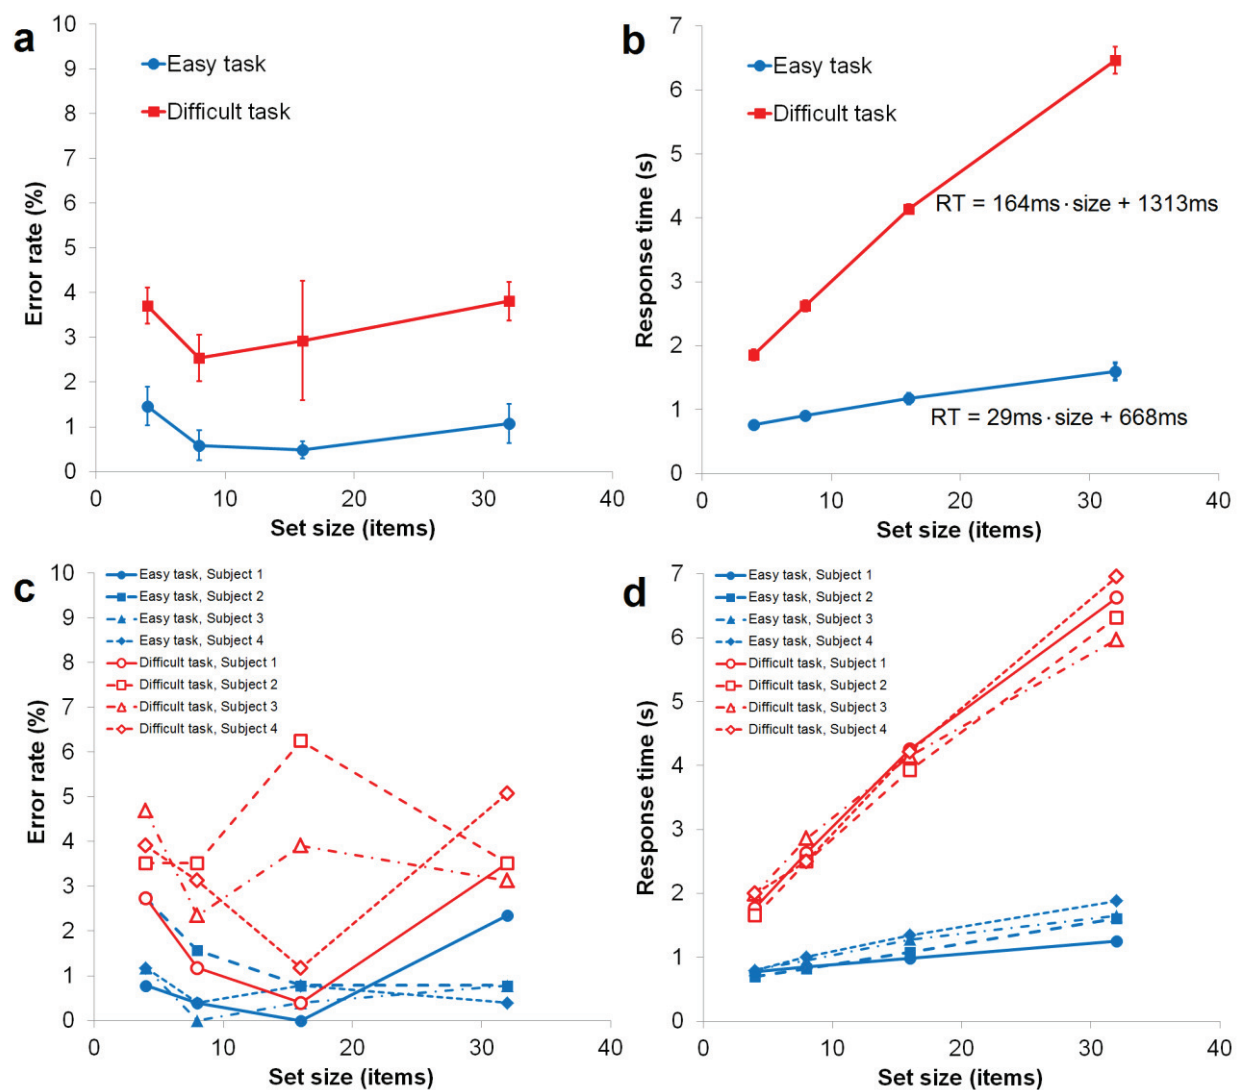 a
10
9
8
7
6
5
4
3
2
1
0
Error rate (%)
Easy task
Difficult task
0 10 20 30 40
Set size (items)
b
7
6
5
4
3
2
1
0
Response time (s)
Easy task
Difficult task
RT = 164ms·size + 1313ms
RT = 29ms·size + 668ms
0 10 20 30 40
Set size (items)
c
10
9
8
7
6
5
4
3
2
1
0
Error rate (%)
Easy task, Subject 1
Easy task, Subject 2
Easy task, Subject 3
Easy task, Subject 4
Difficult task, Subject 1
Difficult task, Subject 2
Difficult task, Subject 3
Difficult task, Subject 4
0 10 20 30 40
Set size (items)
d
7
6
5
4
3
2
1
0
Response time (s)
Easy task, Subject 1
Easy task, Subject 2
Easy task, Subject 3
Easy task, Subject 4
Difficult task, Subject 1
Difficult task, Subject 2
Difficult task, Subject 3
Difficult task, Subject 4
0 10 20 30 40
Set size (items)